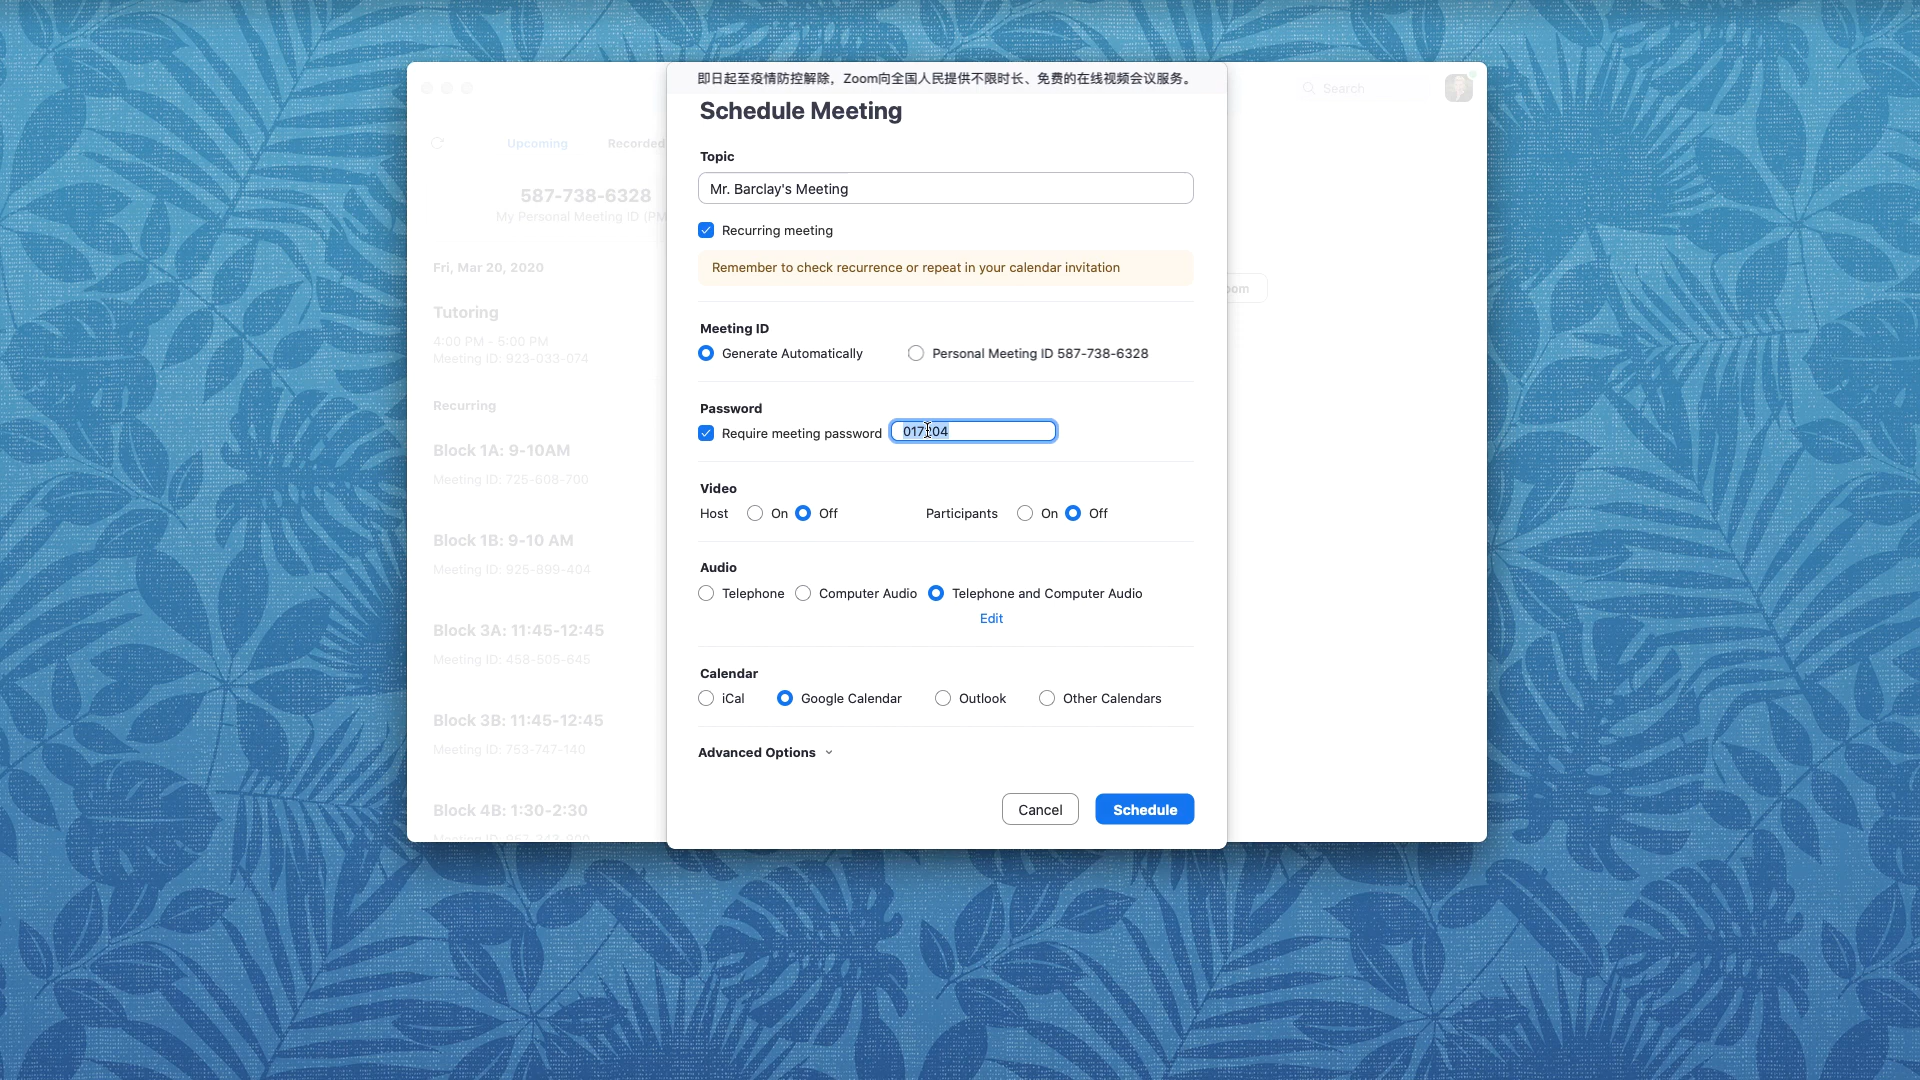 即日起至疫情防控解除，Zoom向全国人民提供不限时长、免费的在线视频会议服务。
Search
Schedule Meeting
Upcoming
Recorded
Topic
Mr. Barclay's Meeting
587-738-6328
My Personal Meeting ID (PM
Recurring meeting
Remember to check recurrence or repeat in your calendar invitation
Fri, Mar 20, 2020
oom
Tutoring
4:00 PM - 5:00 PM
Meeting ID: 923-033-074
Meeting ID
Generate Automatically
Personal Meeting ID 587-738-6328
Recurring
Password
Require meeting password
Block 1A: 9-10AM
Meeting ID: 725-608-700
Video
Host On Off
Participants On Off
Block 1B: 9-10 AM
Meeting ID: 925-899-404
Audio
Telephone Computer Audio Telephone and Computer Audio
Edit
Block 3A: 11:45-12:45
Meeting ID: 458-505-645
Calendar
iCal Google Calendar Outlook Other Calendars
Block 3B: 11:45-12:45
Meeting ID: 753-747-140
Advanced Options
Block 4B: 1:30-2:30
Meeting ID:
Cancel
Schedule